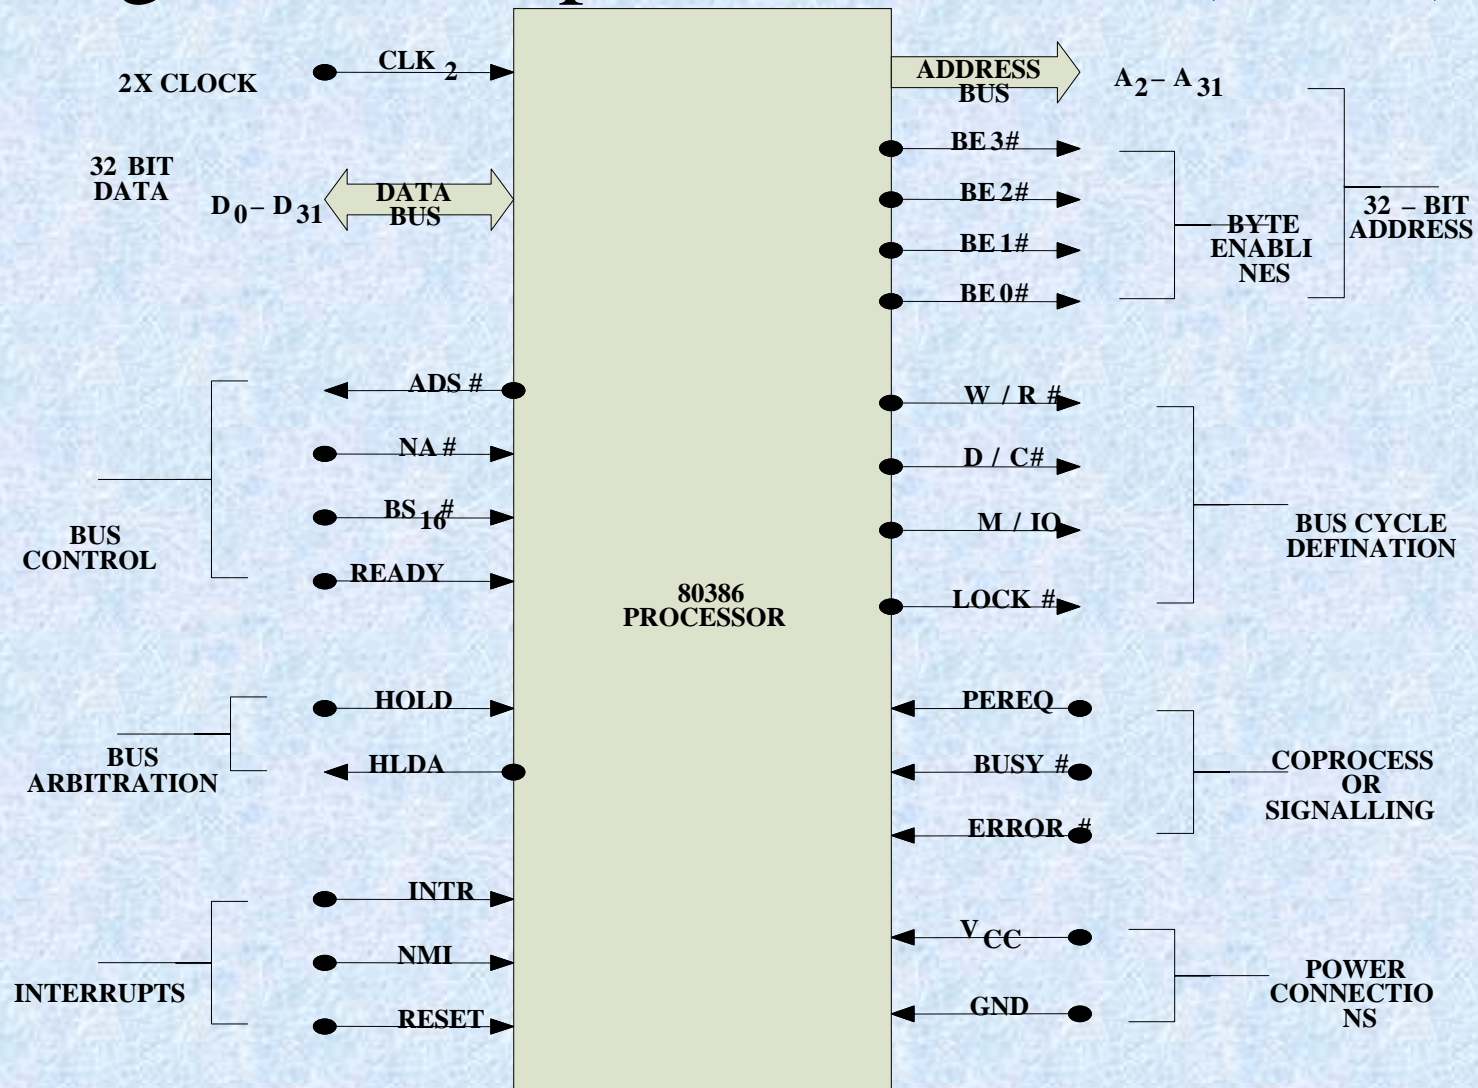 2X CLOCK
CLK 2
32 BIT
DATA
D0– D31
DATA
BUS
ADS #
NA #
BS 16#
READY
BUS
CONTROL
HOLD
HLDA
BUS
ARBITRATION
INTR
NMI
RESET
INTERRUPTS
80386
PROCESSOR
ADDRESS
BUS
A2– A31
BE3#
BE2#
BE1#
BE0#
BYTE
ENABLI
NES
32 – BIT
ADDRESS
W / R #
D / C#
M / IO
LOCK #
BUS CYCLE
DEFINATION
PEREQ
BUSY #
ERROR #
COPROCESS
OR
SIGNALLING
VCC
GND
POWER
CONNECTIO
NS